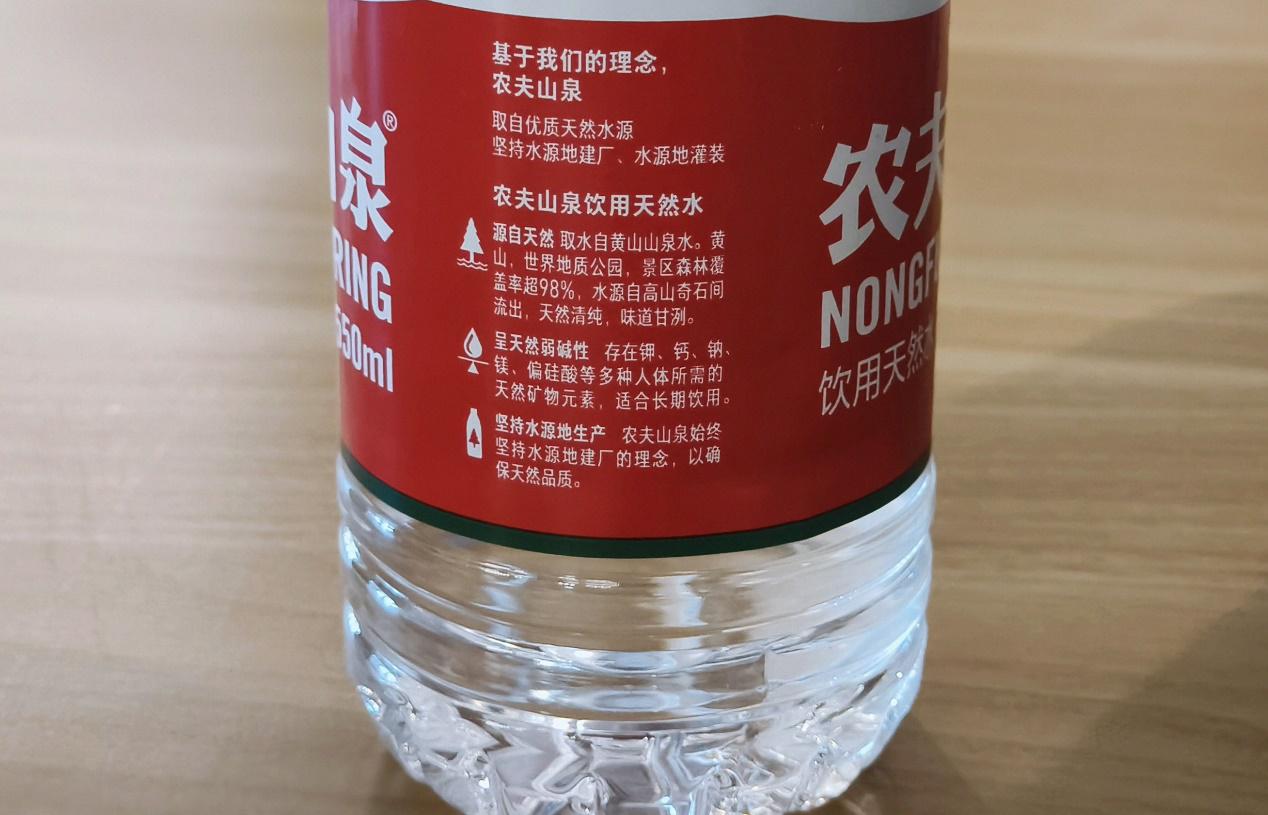 基于我们的理念，
农夫山泉
取自优质天然水源
坚持水源地建厂、水源地灌装
农夫山泉饮用天然水
源自天然 取水自黄山山泉水。黄
山，世界地质公园，景区森林覆
盖率超98%，水源自高山奇石间
流出，天然清纯，味道甘洌。
呈天然弱碱性 存在钾、钙、钠、
镁、偏硅酸等多种人体所需的
天然矿物元素，适合长期饮用。
坚持水源地生产 农夫山泉始终
坚持水源地建厂的理念，以确
保天然品质。
泉®
RING
550ml
农夫
NONGF
饮用天然水